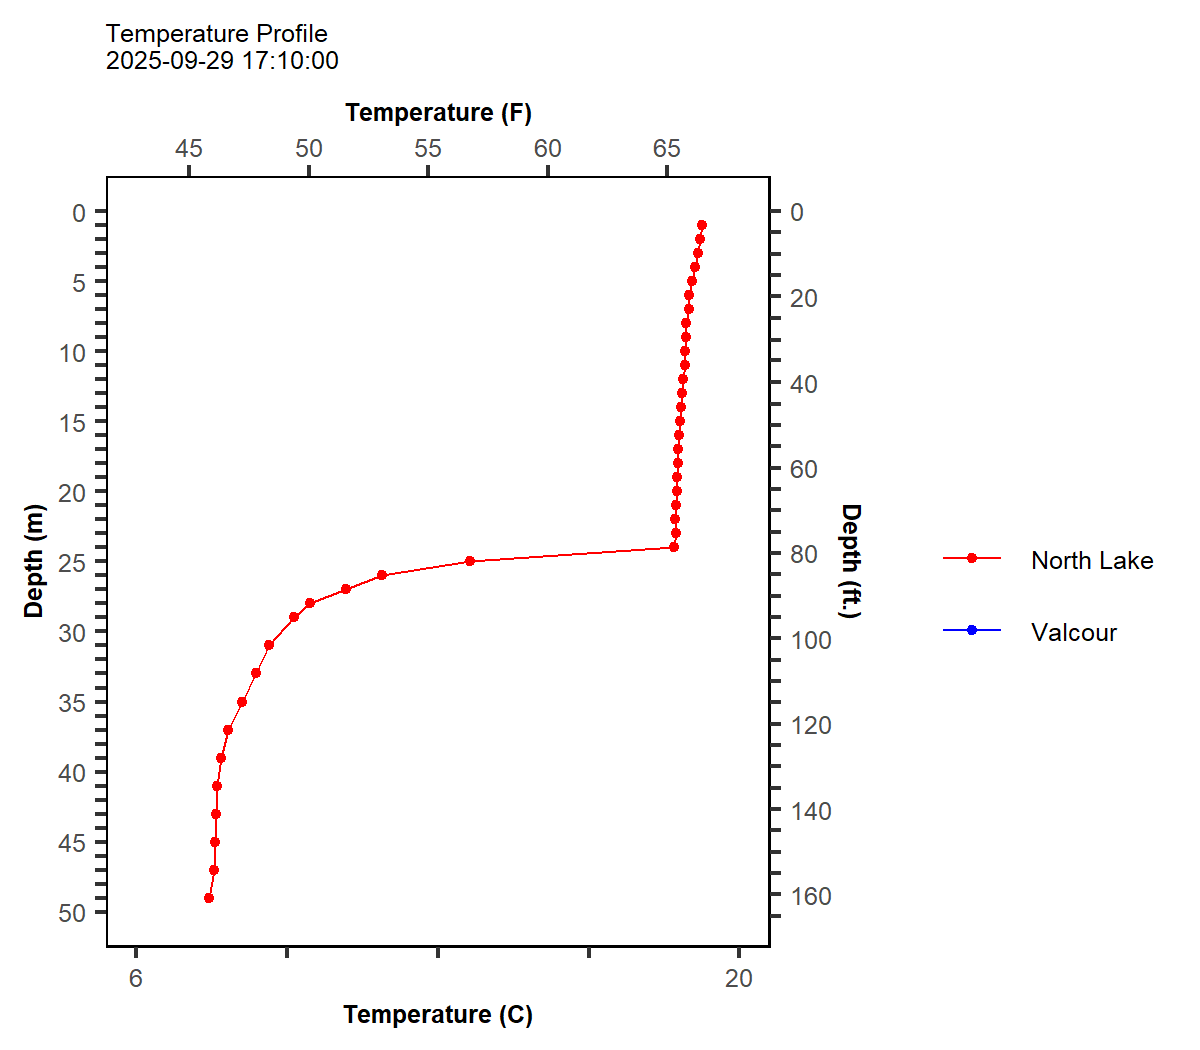 Temperature Profile
2025-09-29 17:10:00
Temperature (F)
45 50 55 60 65
0
5
10
15
20
25
30
35
40
45
50
Depth (m)
0
20
40
60
80
100
120
140
160
Depth (ft.)
North Lake
Valcour
6 20
Temperature (C)